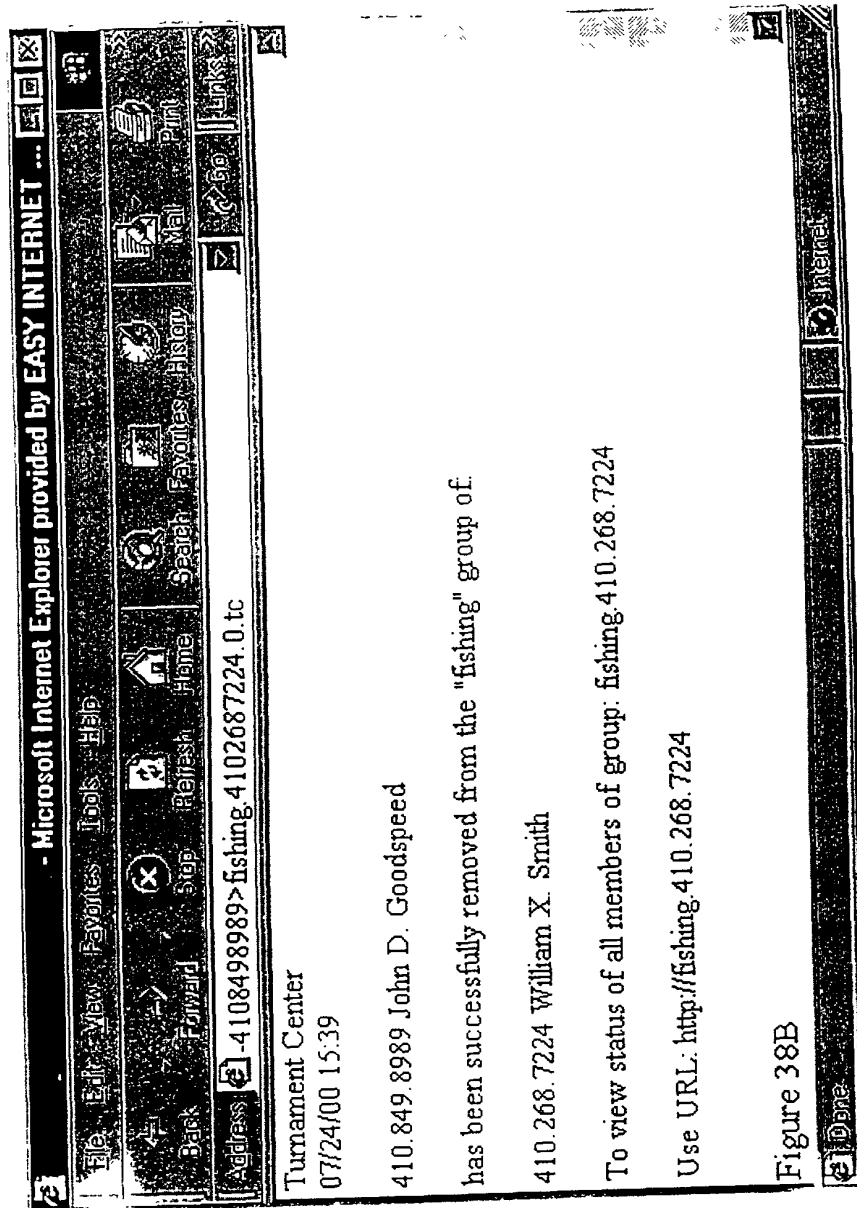 - Microsoft Internet Explorer provided by EASY INTERNET ...
File Edit View Favorites Tools Help
Back Forward Stop Refresh Home Search Favorites History Mail Print
Address -4108498989>fishing.4102687224.0.tc Go Links »
Turnament Center
07/24/00 15:39
410.849.8989 John D. Goodspeed
has been successfully removed from the "fishing" group of:
410.268.7224 William X. Smith
To view status of all members of group: fishing.410.268.7224
Use URL: http://fishing.410.268.7224
Figure 38B
Done Internet